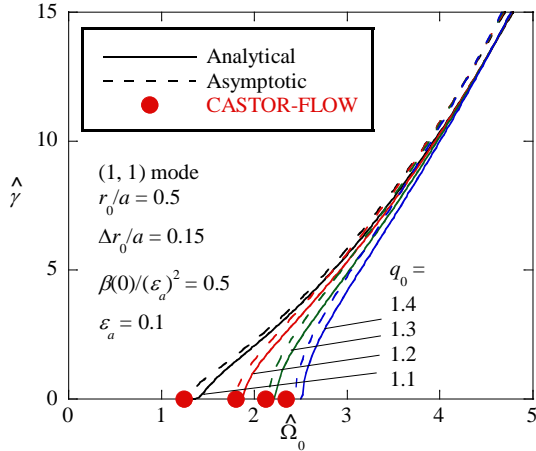 15
10
5
0
γ̂
Analytical
Asymptotic
CASTOR-FLOW
(1, 1) mode
r₀/a = 0.5
Δr₀/a = 0.15
β(0)/(εₐ)² = 0.5
εₐ = 0.1
q₀ =
1.4
1.3
1.2
1.1
0 1 2 3 4 5
Ω̂₀